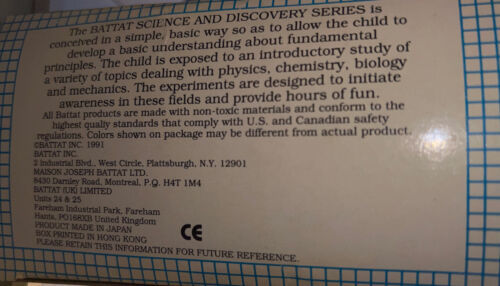 The BATTAT SCIENCE AND DISCOVERY SERIES is
conceived in a simple, basic way so as to allow the child to
develop a basic understanding about fundamental
principles. The child is exposed to an introductory study of
a variety of topics dealing with physics, chemistry, biology
and mechanics. The experiments are designed to initiate
awareness in these fields and provide hours of fun.
All Battat products are made with non-toxic materials and conform to the
highest qualiy standards that comply with U.S. and Canadian safety
regulations. Colors shown on package may be different from actual product.
©BATTAT INC. 1991
BATTAT INC.
2 Industrial Blvd., West Circle, Plattsburgh, N.Y. 12901
MAISON JOSEPH BATTAT LTD.
8430 Darnley Road, Montreal, P.Q. H4T 1M4
BATTAT (UK) LIMITED
Units 24 & 25
Fareham Industrial Park, Fareham
Hants, PO168XB United Kingdom
PRODUCT MADE IN JAPAN
BOX PRINTED IN HONG KONG
PLEASE RETAIN THIS INFORMATION FOR FUTURE REFERENCE.
CE